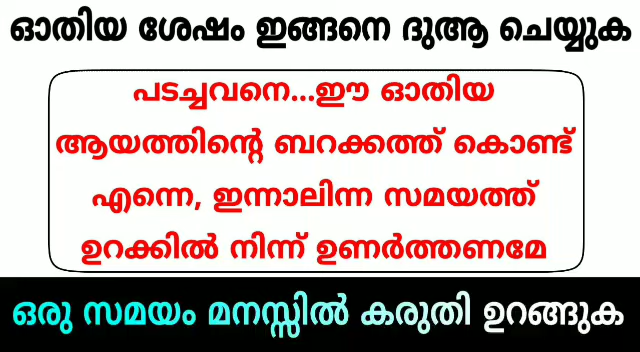 ഓതിയ ശേഷം ഇങ്ങനെ ദുആ ചെയ്യുക
പടച്ചവനെ...ഈ ഓതിയ
ആയത്തിന്റെ ബറക്കത്ത് കൊണ്ട്
എന്നെ, ഇന്നാലിന്ന സമയത്ത്
ഉറക്കിൽ നിന്ന് ഉണർത്തണമേ
ഒരു സമയം മനസ്സിൽ കരുതി ഉറങ്ങുക